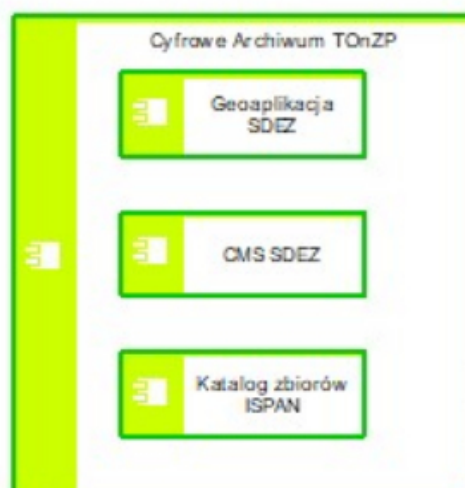 Cyfrowe Archiwum TOnZP
Geoaplikacja
SDEZ
CMS SDEZ
Katalog zbiorów
ISPAN